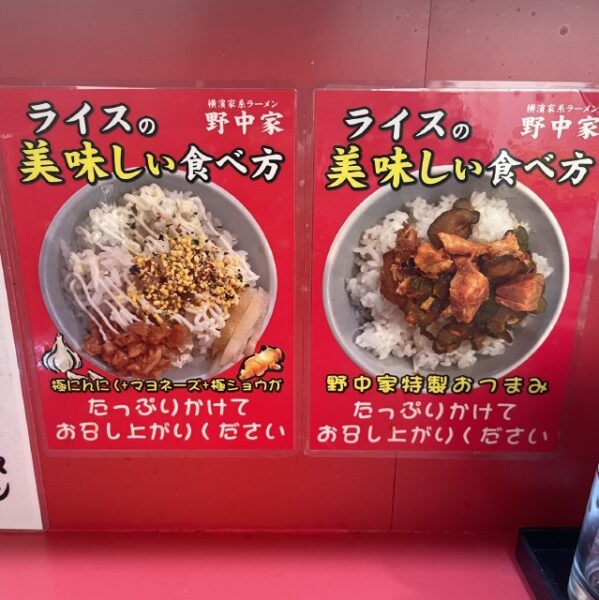 横濱家系ラーメン
野中家
ライスの
美味しい食べ方
極にんにく+マヨネーズ+極ショウガ
たっぷりかけて
お召し上がりください
横濱家系ラーメン
野中家
ライスの
美味しい食べ方
野中家特製おつまみ
たっぷりかけて
お召し上がりください